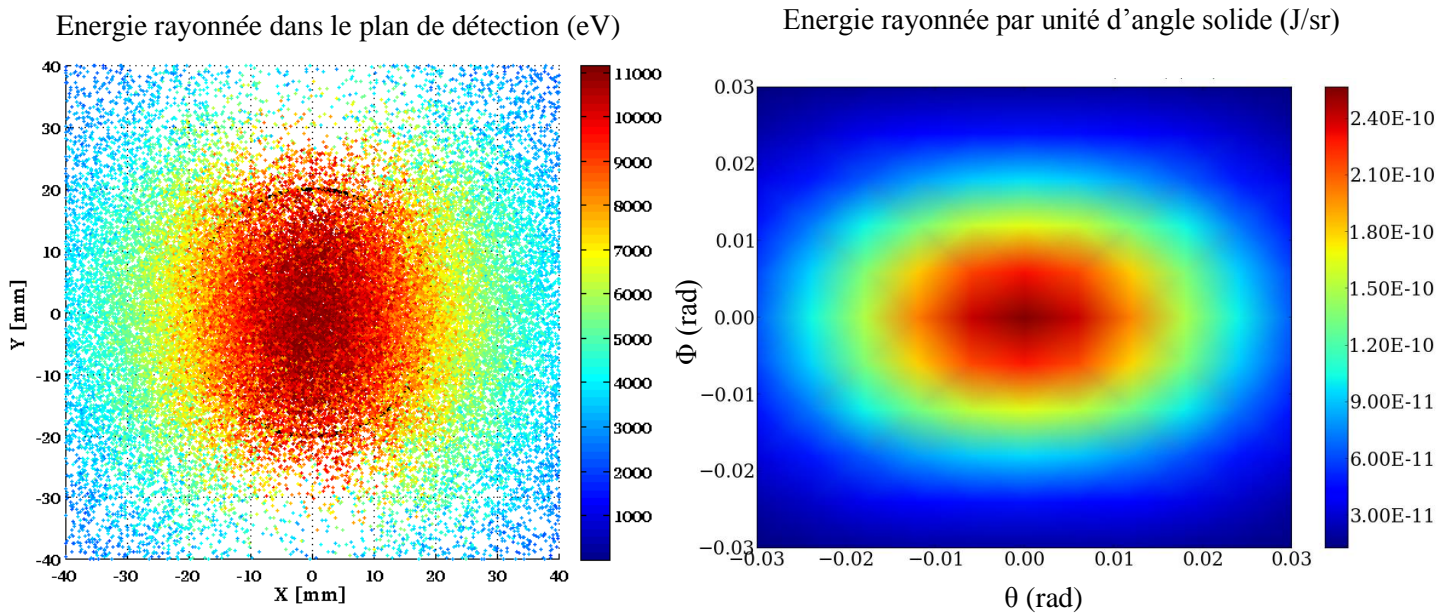 Energie rayonnée dans le plan de détection (eV)
Energie rayonnée par unité d'angle solide (J/sr)
40
30
20
10
0
-10
-20
-30
-40
Y [mm]
-40 -30 -20 -10 0 10 20 30 40
X [mm]
11000
10000
9000
8000
7000
6000
5000
4000
3000
2000
1000
0.03
0.02
0.01
0.00
−0.01
−0.02
−0.03
Φ (rad)
−0.03 −0.02 −0.01 0.00 0.01 0.02 0.03
θ (rad)
2.40E-10
2.10E-10
1.80E-10
1.50E-10
1.20E-10
9.00E-11
6.00E-11
3.00E-11